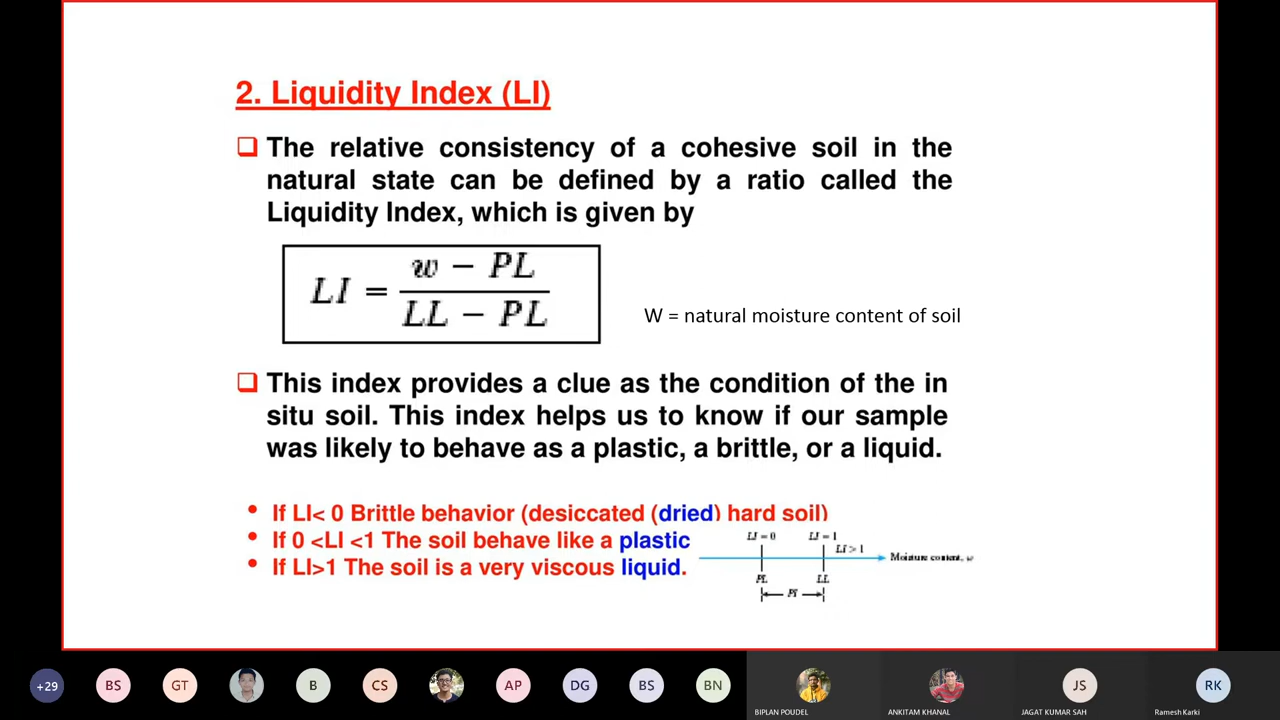 2. Liquidity Index (LI)
❑ The relative consistency of a cohesive soil in the
natural state can be defined by a ratio called the
Liquidity Index, which is given by
LI = (w − PL) / (LL − PL)
W = natural moisture content of soil
❑ This index provides a clue as the condition of the in
situ soil. This index helps us to know if our sample
was likely to behave as a plastic, a brittle, or a liquid.
• If LI< 0 Brittle behavior (desiccated (dried) hard soil)
• If 0 <LI <1 The soil behave like a plastic
• If LI>1 The soil is a very viscous liquid.
LI = 0 LI = 1
LI > 1
Moisture content, w
PL LL
PI
+29 BS GT B CS AP DG BS BN JS RK
BIPLAN POUDEL ANKITAM KHANAL JAGAT KUMAR SAH Ramesh Karki